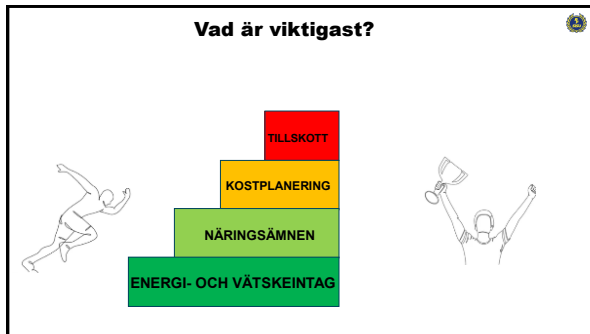 Vad är viktigast?
TILLSKOTT
KOSTPLANERING
NÄRINGSÄMNEN
ENERGI- OCH VÄTSKEINTAG